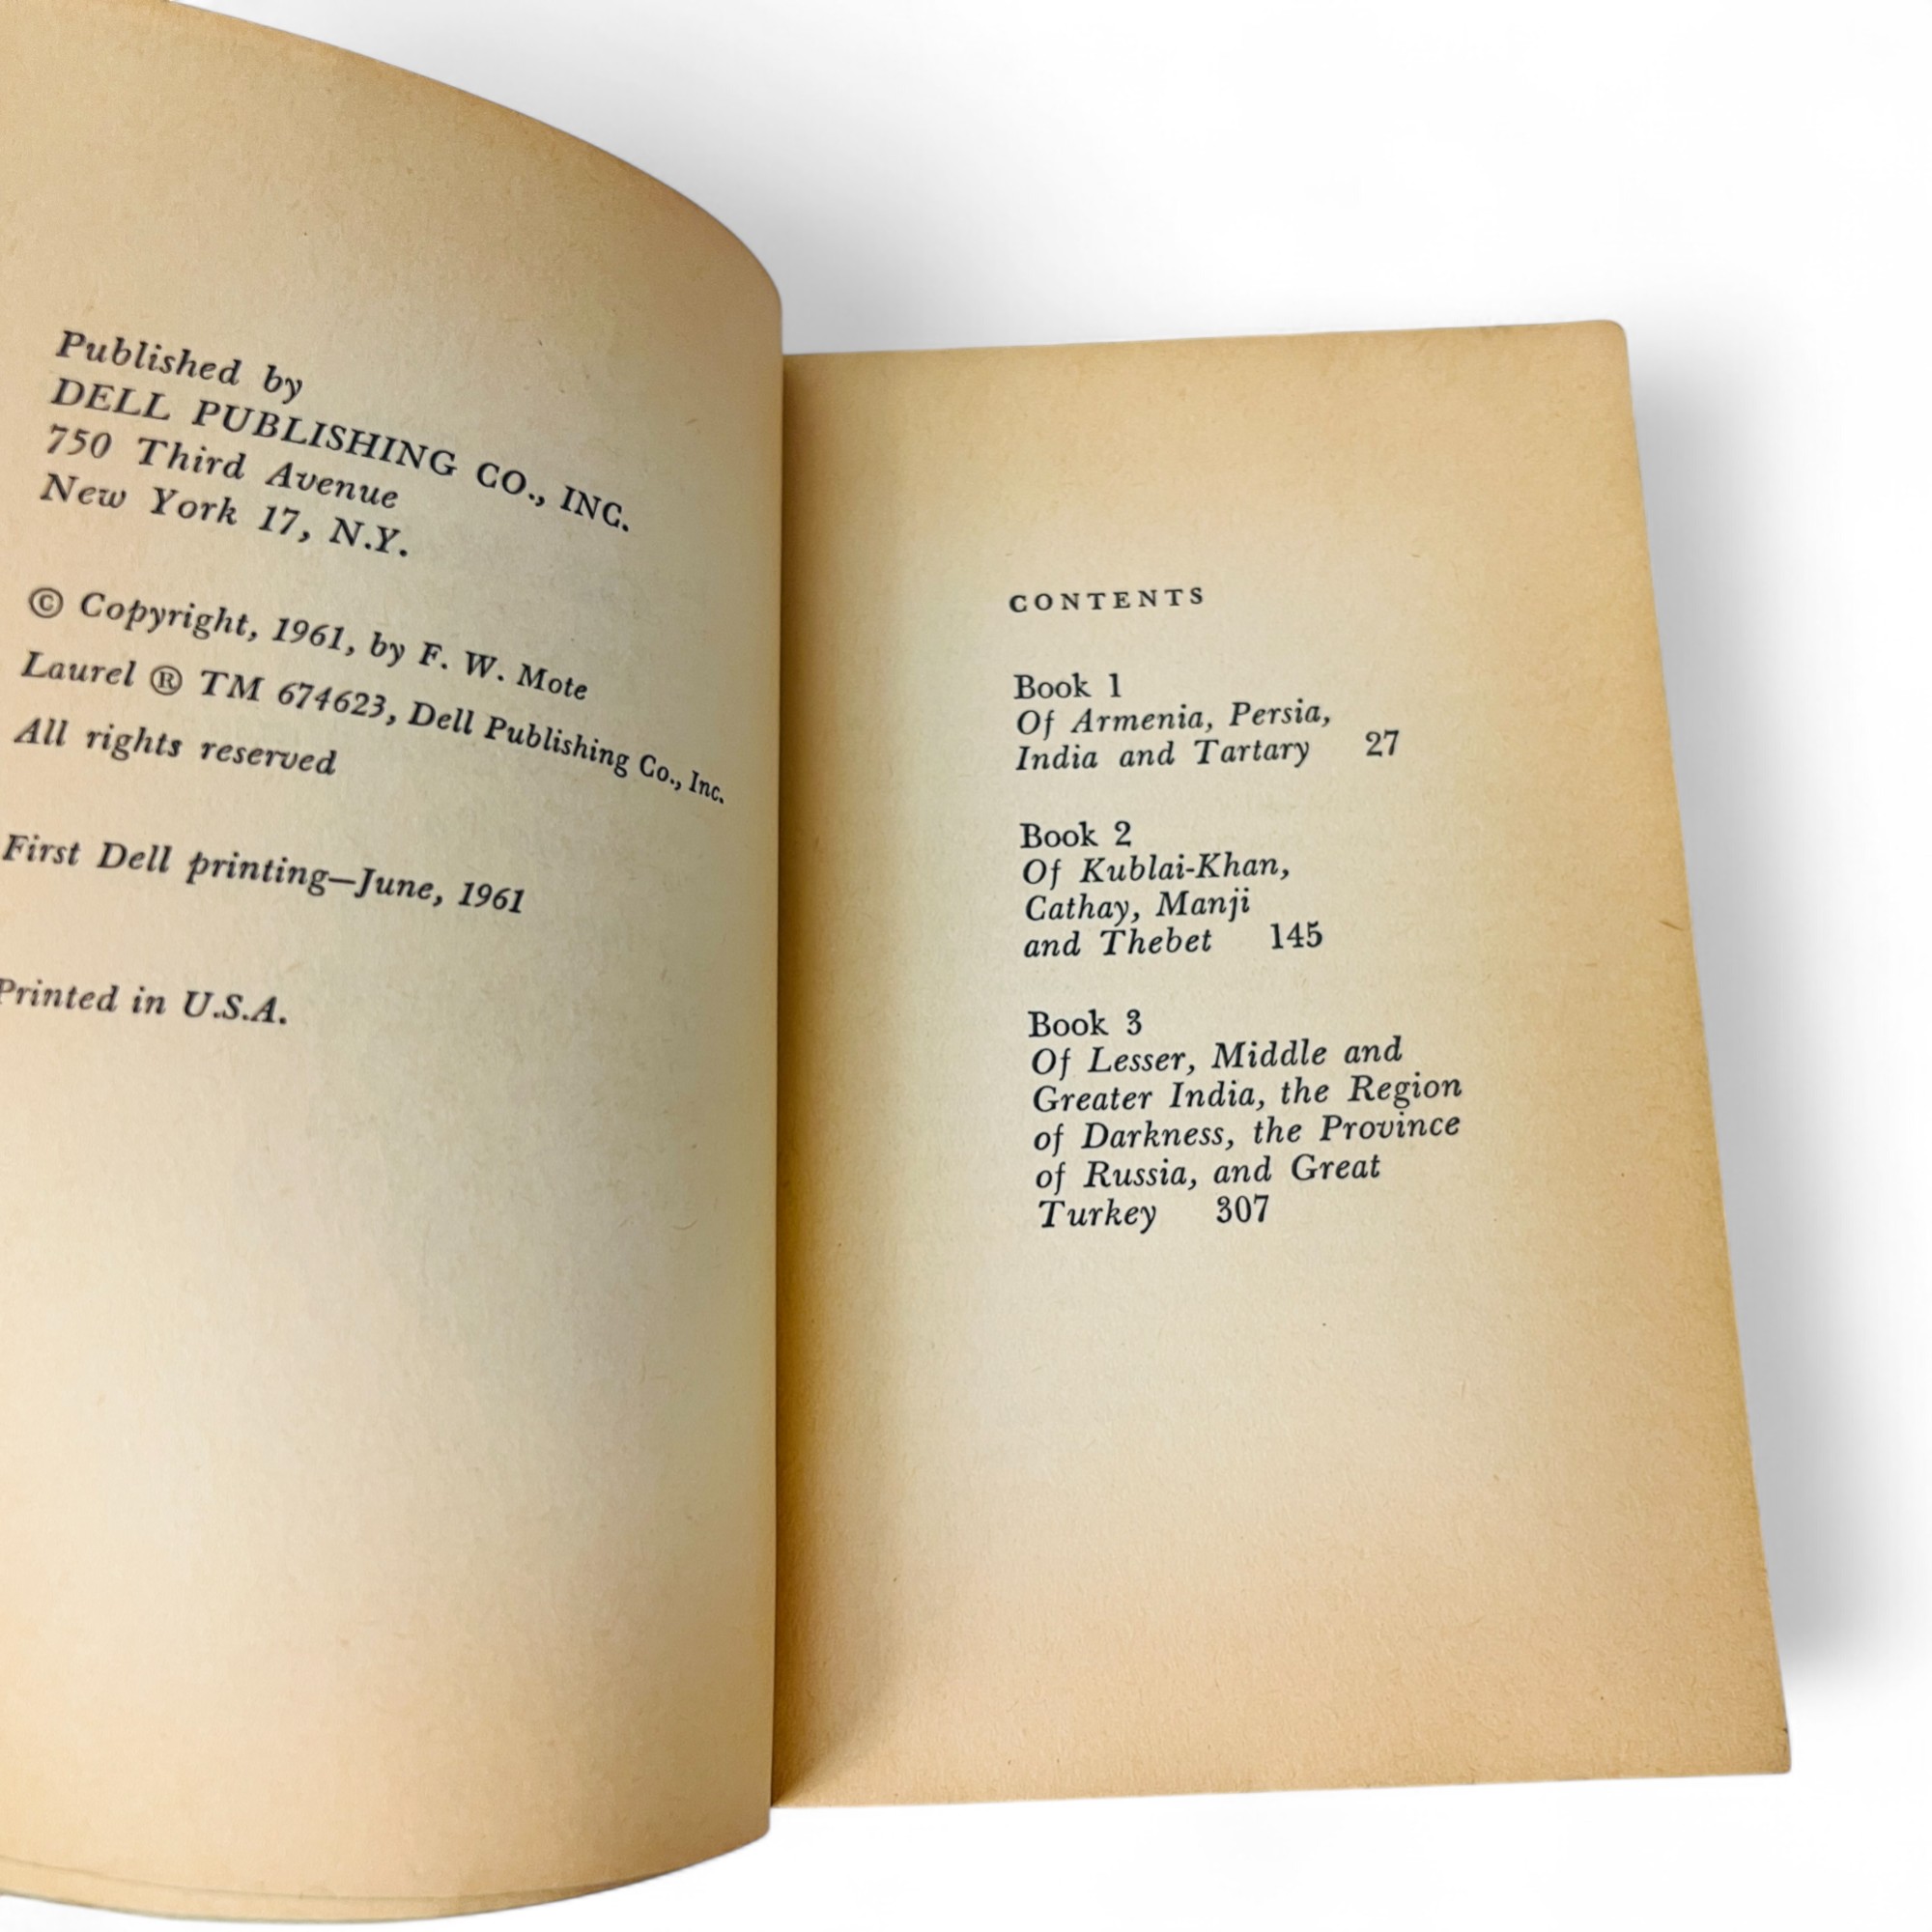 Published by
DELL PUBLISHING CO., INC.
750 Third Avenue
New York 17, N.Y.
© Copyright, 1961, by F. W. Mote
Laurel ® TM 674623, Dell Publishing Co., Inc.
All rights reserved
First Dell printing—June, 1961
Printed in U.S.A.
CONTENTS
Book 1
Of Armenia, Persia,
India and Tartary 27
Book 2
Of Kublai-Khan,
Cathay, Manji
and Thebet 145
Book 3
Of Lesser, Middle and
Greater India, the Region
of Darkness, the Province
of Russia, and Great
Turkey 307